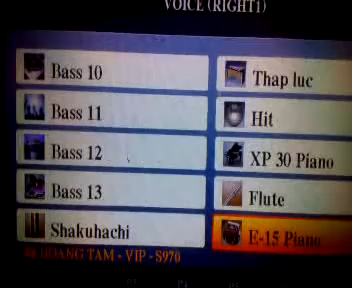 VOICE (RIGHT1)
Bass 10
Thap luc
Bass 11
Hit
Bass 12
XP 30 Piano
Bass 13
Flute
Shakuhachi
E-15 Piano
HOANG TAM - VIP - S970